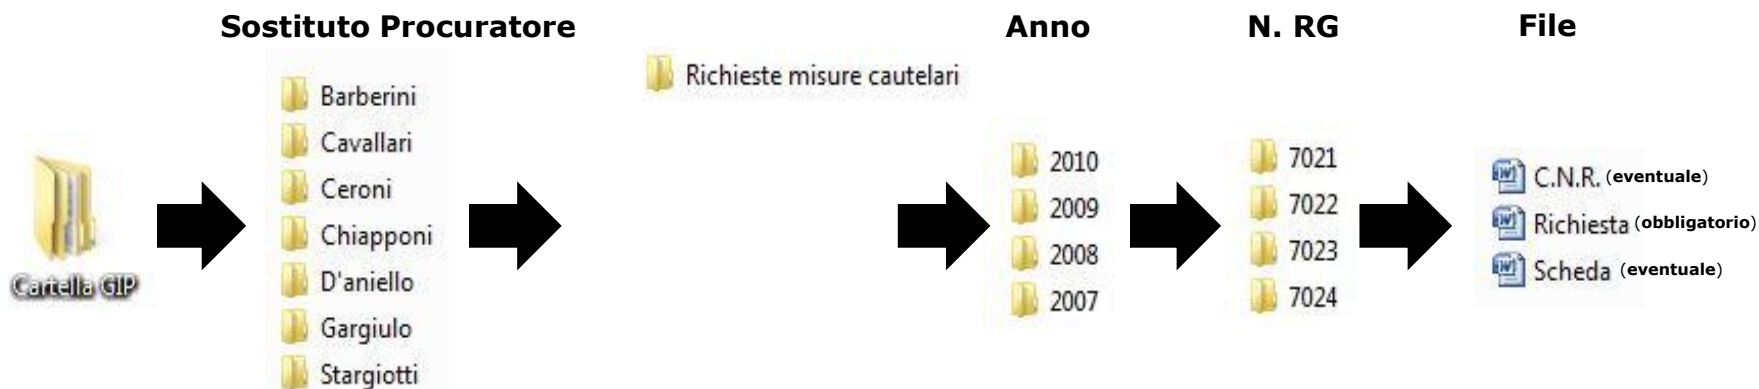 Sostituto Procuratore
Anno
N. RG
File
Richieste misure cautelari
Cartella GIP
Barberini
Cavallari
Ceroni
Chiapponi
D'aniello
Gargiulo
Stargiotti
2010
2009
2008
2007
7021
7022
7023
7024
C.N.R. (eventuale)
Richiesta (obbligatorio)
Scheda (eventuale)